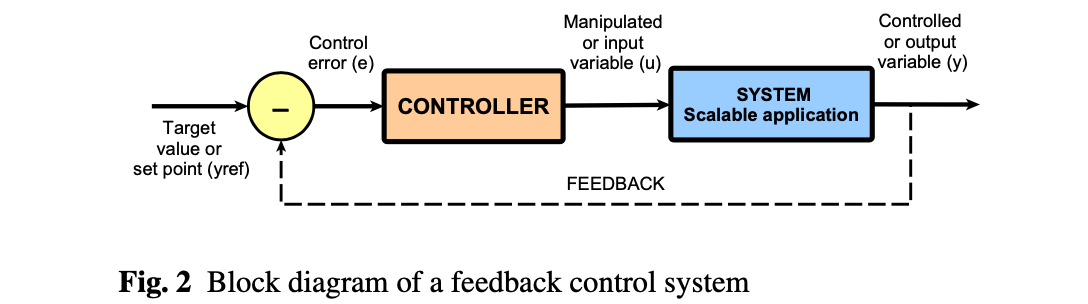 Target
value or
set point (yref)
−
Control
error (e)
CONTROLLER
Manipulated
or input
variable (u)
SYSTEM
Scalable application
Controlled
or output
variable (y)
FEEDBACK
Fig. 2 Block diagram of a feedback control system